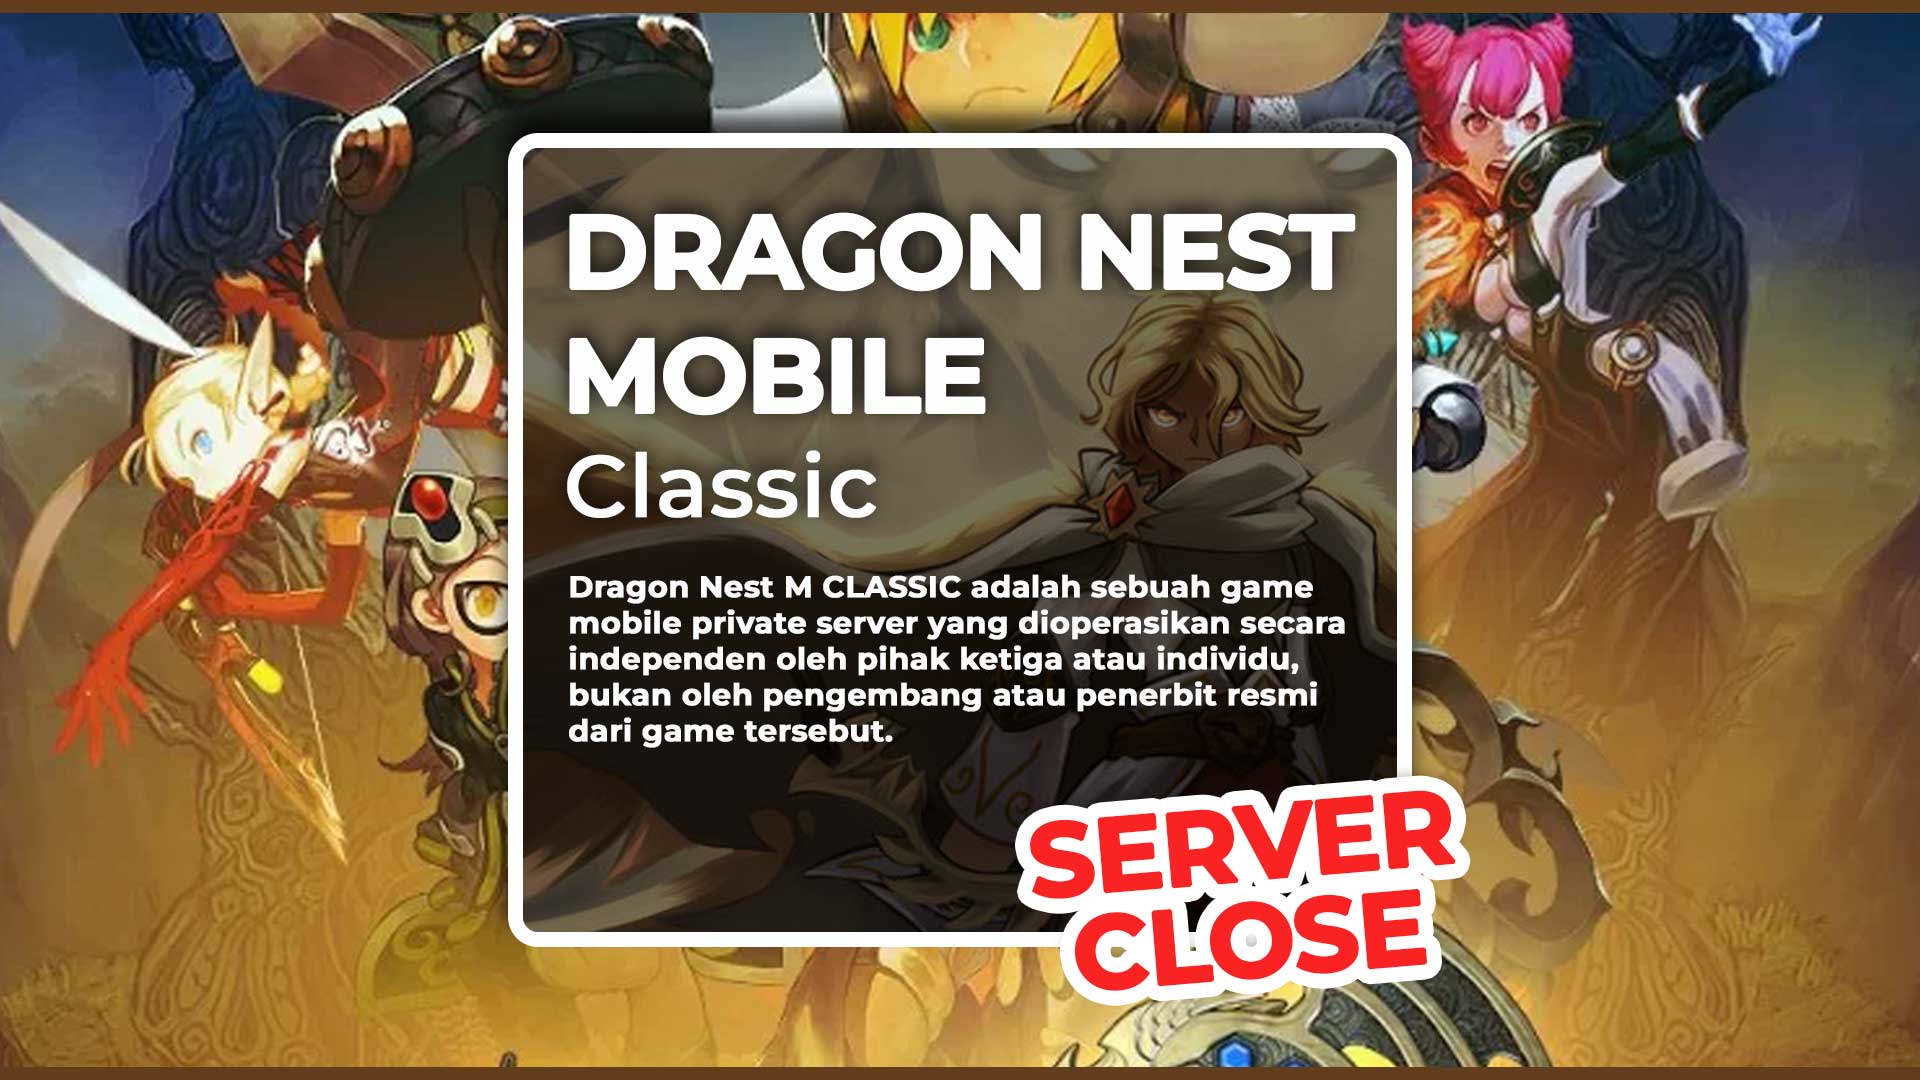 DRAGON NEST
MOBILE
Classic
Dragon Nest M CLASSIC adalah sebuah game
mobile private server yang dioperasikan secara
independen oleh pihak ketiga atau individu,
bukan oleh pengembang atau penerbit resmi
dari game tersebut.
SERVER
CLOSE